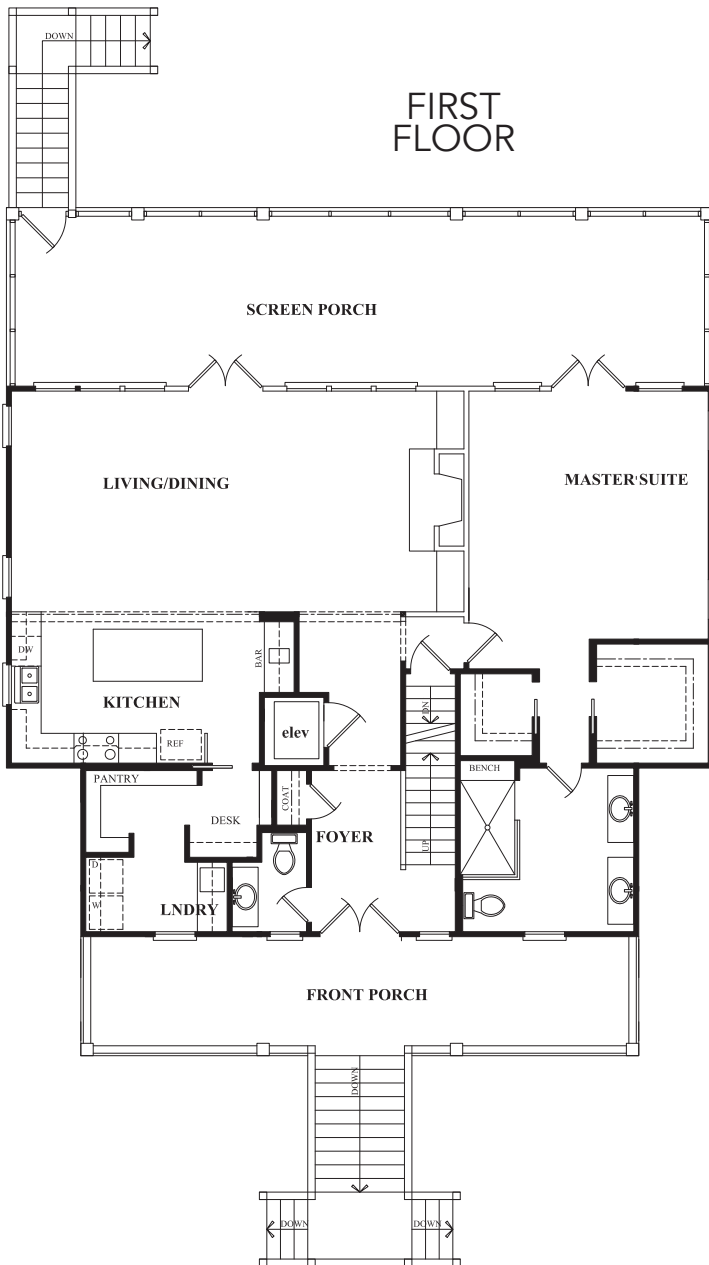 DOWN
FIRST
FLOOR
SCREEN PORCH
LIVING/DINING
MASTER SUITE
DW
BAR
KITCHEN
DN
elev
REF
PANTRY
BENCH
COAT
DESK
FOYER
UP
D
W
LNDRY
FRONT PORCH
DOWN
DOWN
DOWN